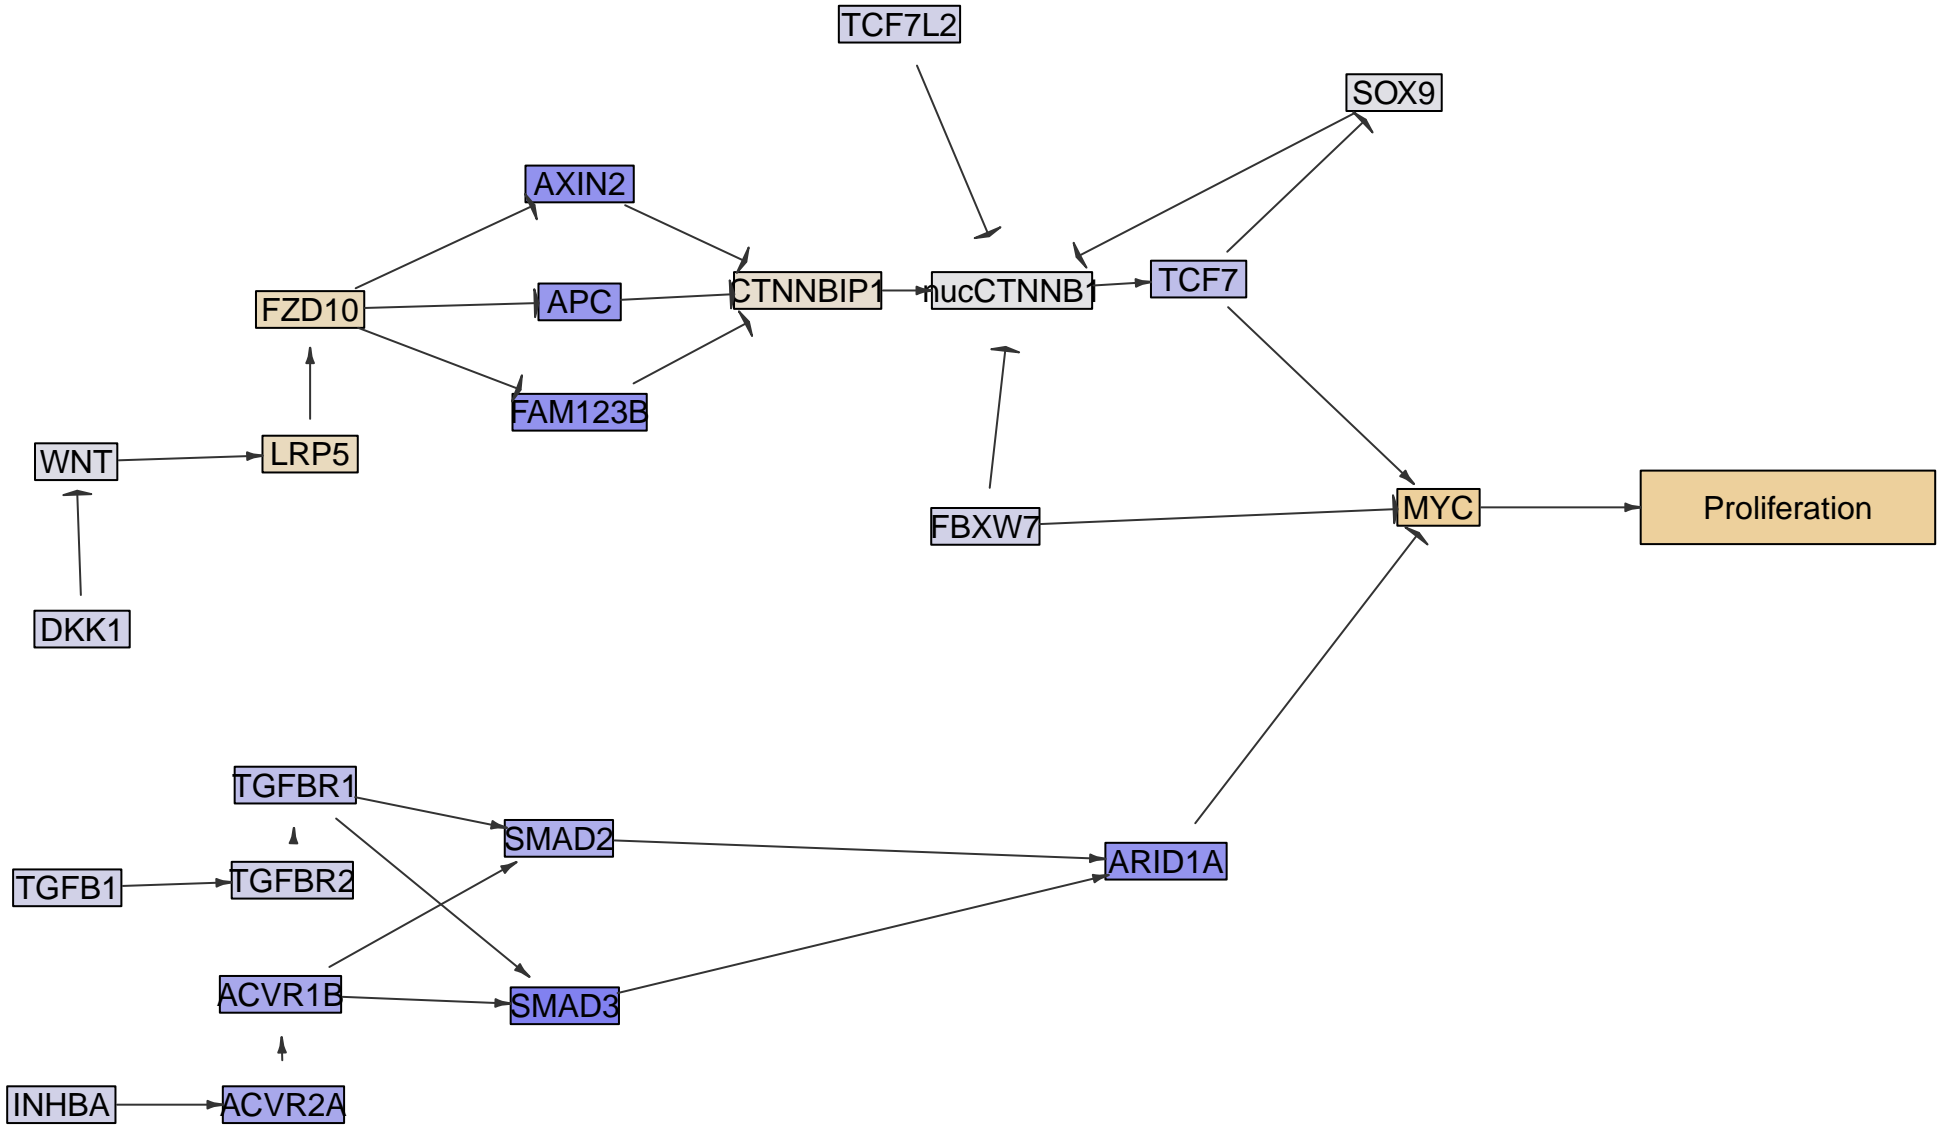 TCF7L2
SOX9
AXIN2
CTNNBIP1
nucCTNNB1
TCF7
APC
FZD10
FAM123B
WNT
LRP5
MYC
Proliferation
FBXW7
DKK1
TGFBR1
SMAD2
ARID1A
TGFB1
TGFBR2
ACVR1B
SMAD3
INHBA
ACVR2A